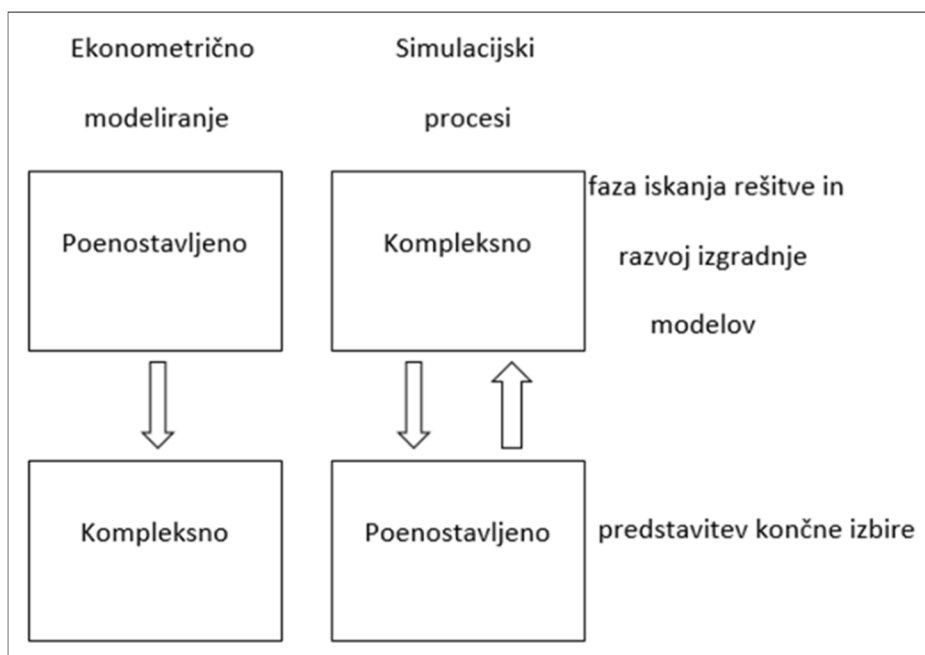 Ekonometrično
modeliranje
Simulacijski
procesi
Poenostavljeno
Kompleksno
faza iskanja rešitve in
razvoj izgradnje
modelov
Kompleksno
Poenostavljeno
predstavitev končne izbire